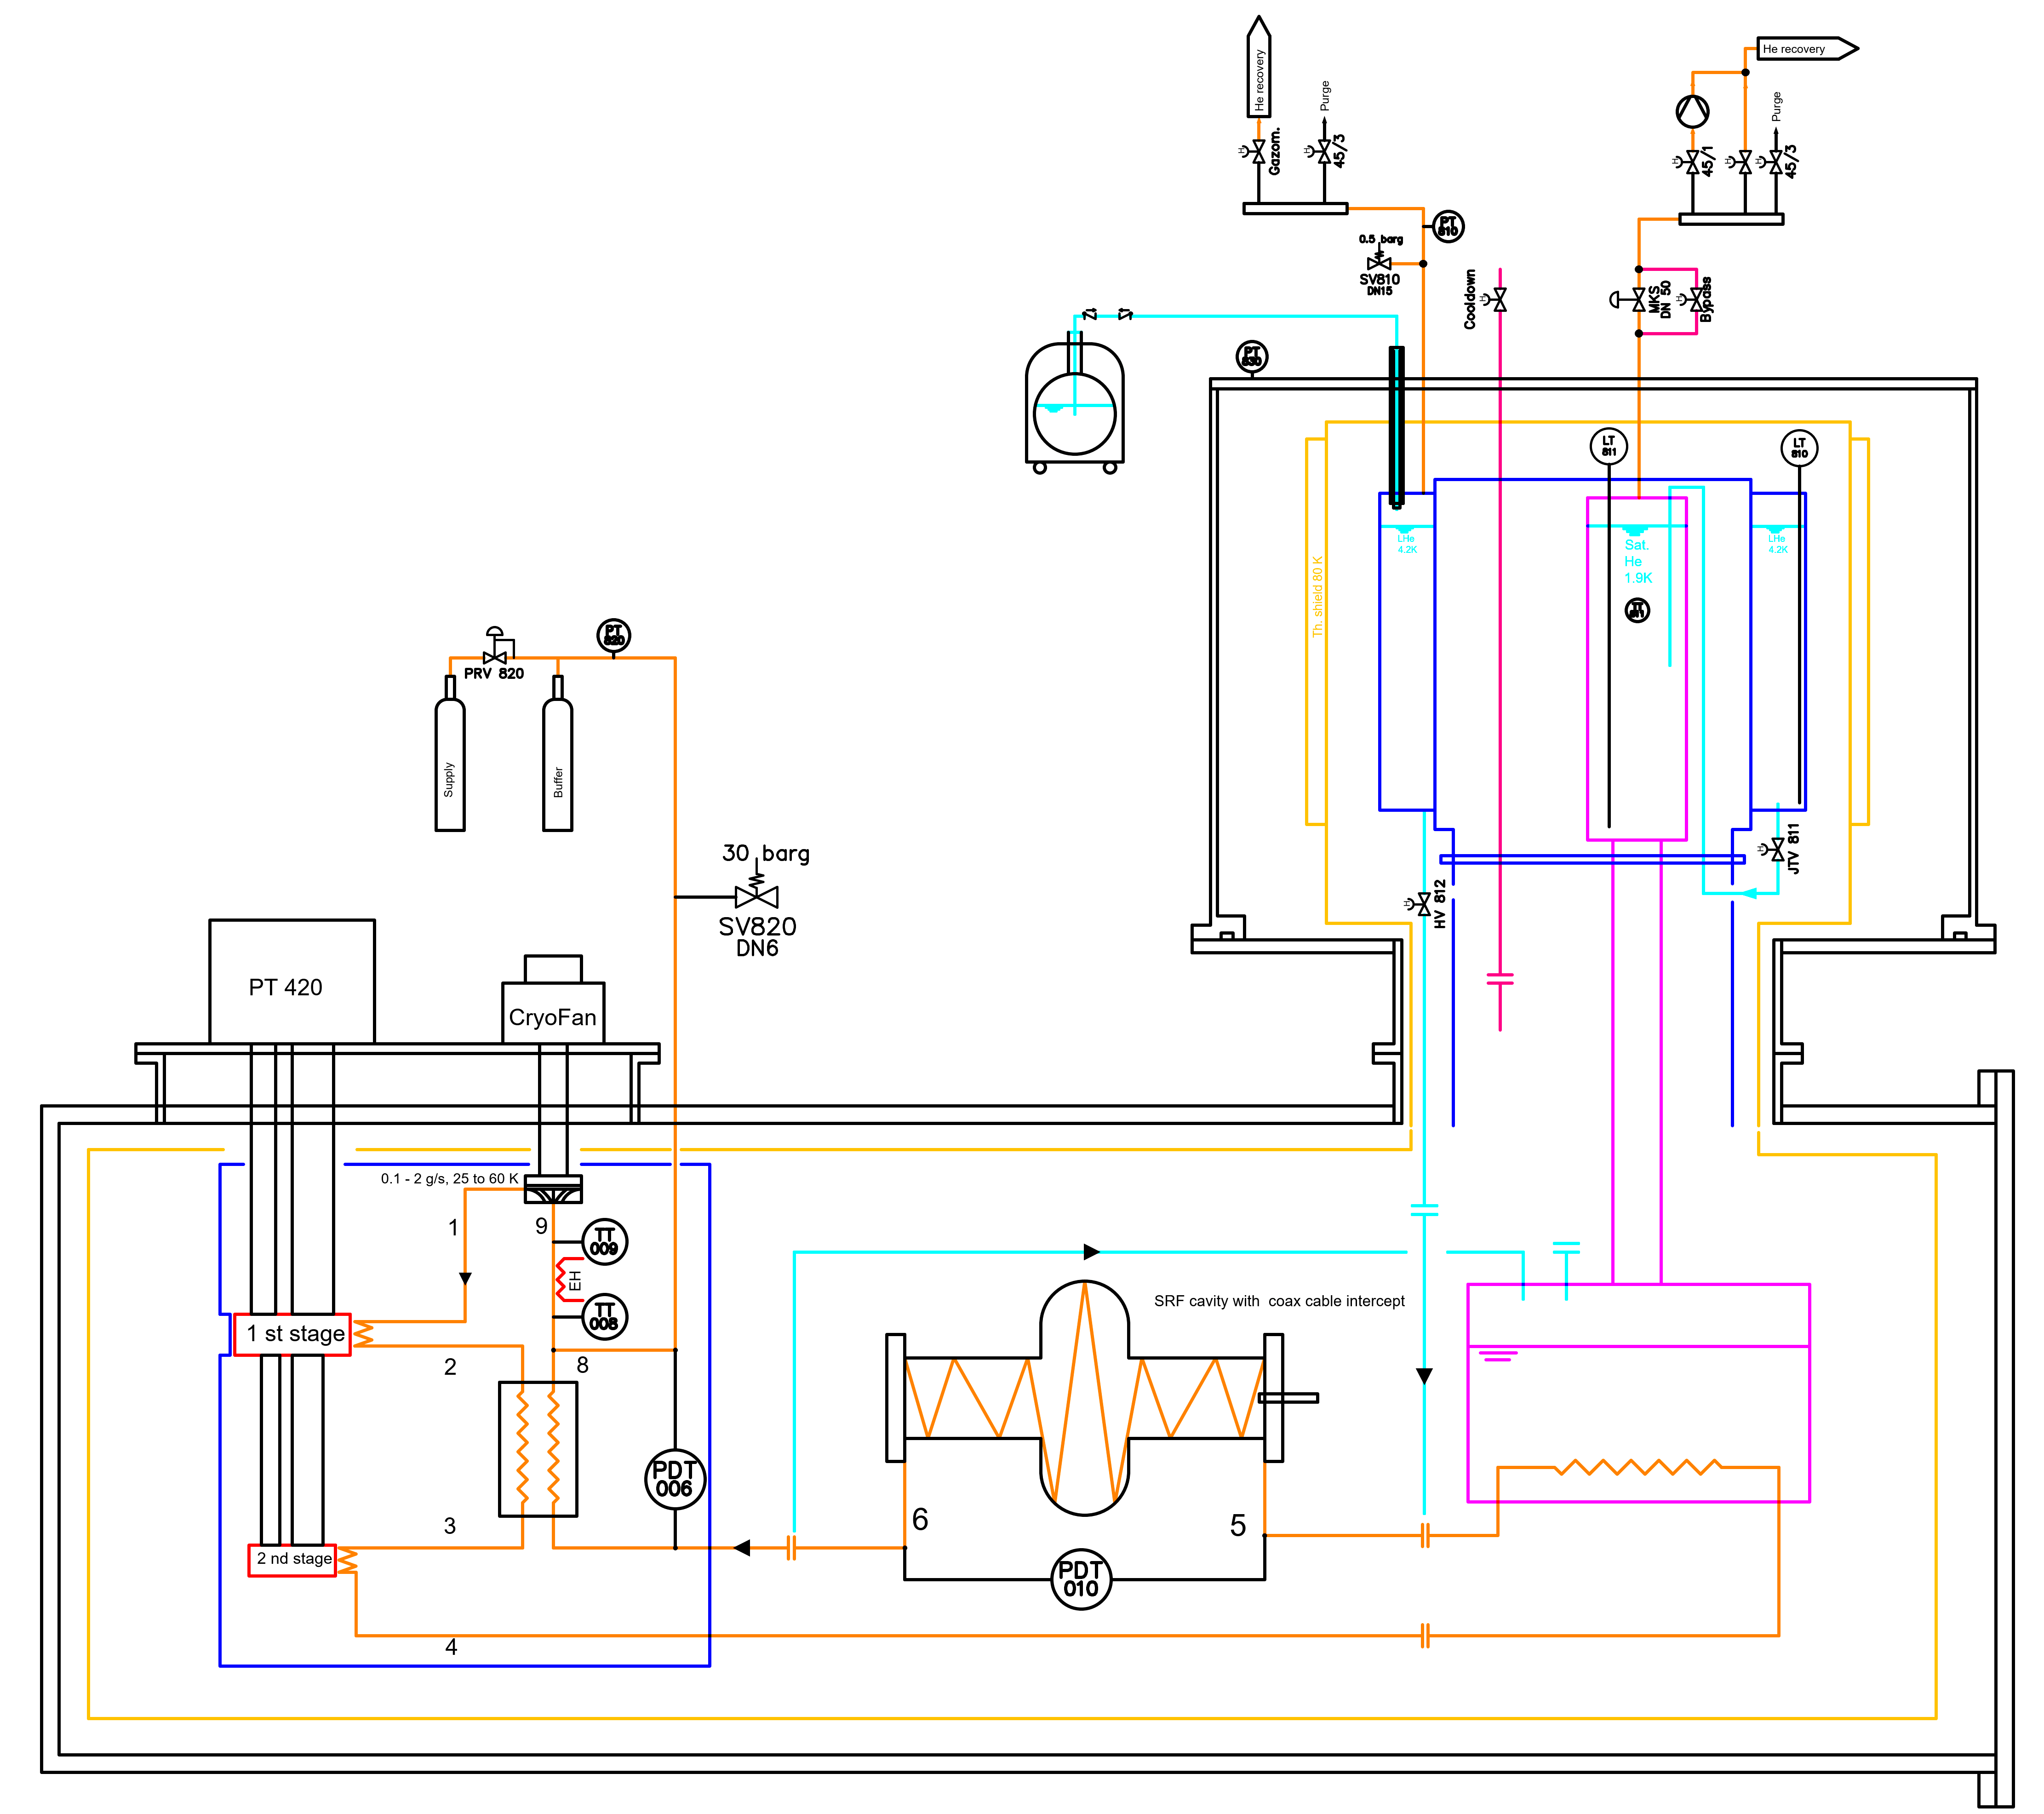 He recovery
Purge
H
Gazom.
H
45/3
He recovery
Purge
H
45/1
H
H
45/3
PT
810
0.5 barg
SV810
DN15
Cooldown
H
MKS
DN 50
H
Bypass
PT
830
LT
811
LT
810
LHe
4.2K
Sat.
He
1.9K
LHe
4.2K
Th. shield 80 K
TT
PT
820
PRV 820
Supply
Buffer
H
JTV 811
H
HV 812
30 barg
SV820
DN6
PT 420
CryoFan
0.1 - 2 g/s, 25 to 60 K
1
9
TT
009
EH
TT
008
SRF cavity with coax cable intercept
1 st stage
2
8
PDT
006
3
6
5
2 nd stage
PDT
010
4